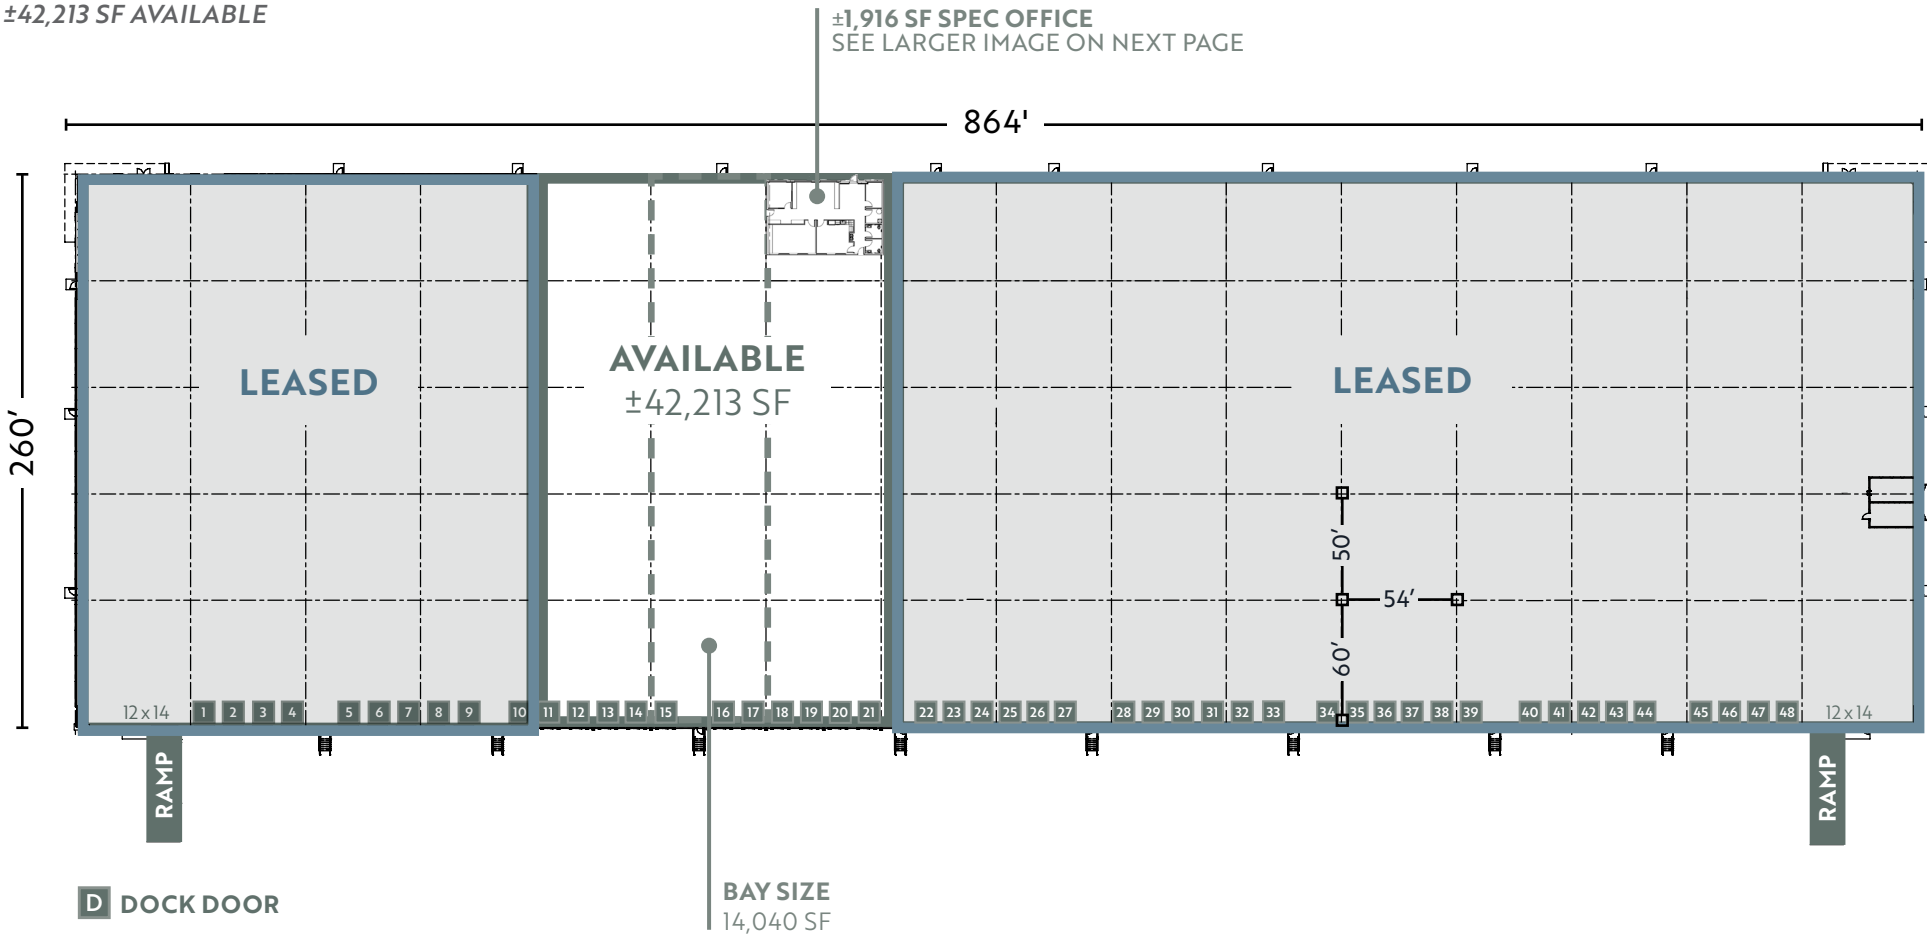 ±42,213 SF AVAILABLE
±1,916 SF SPEC OFFICE
SEE LARGER IMAGE ON NEXT PAGE
864'
260'
LEASED
AVAILABLE
±42,213 SF
LEASED
50'
54'
60'
12 x 14 1 2 3 4 5 6 7 8 9 10 11 12 13 14 15 16 17 18 19 20 21 22 23 24 25 26 27 28 29 30 31 32 33 34 35 36 37 38 39 40 41 42 43 44 45 46 47 48 12 x 14
RAMP
RAMP
D DOCK DOOR
BAY SIZE
14,040 SF